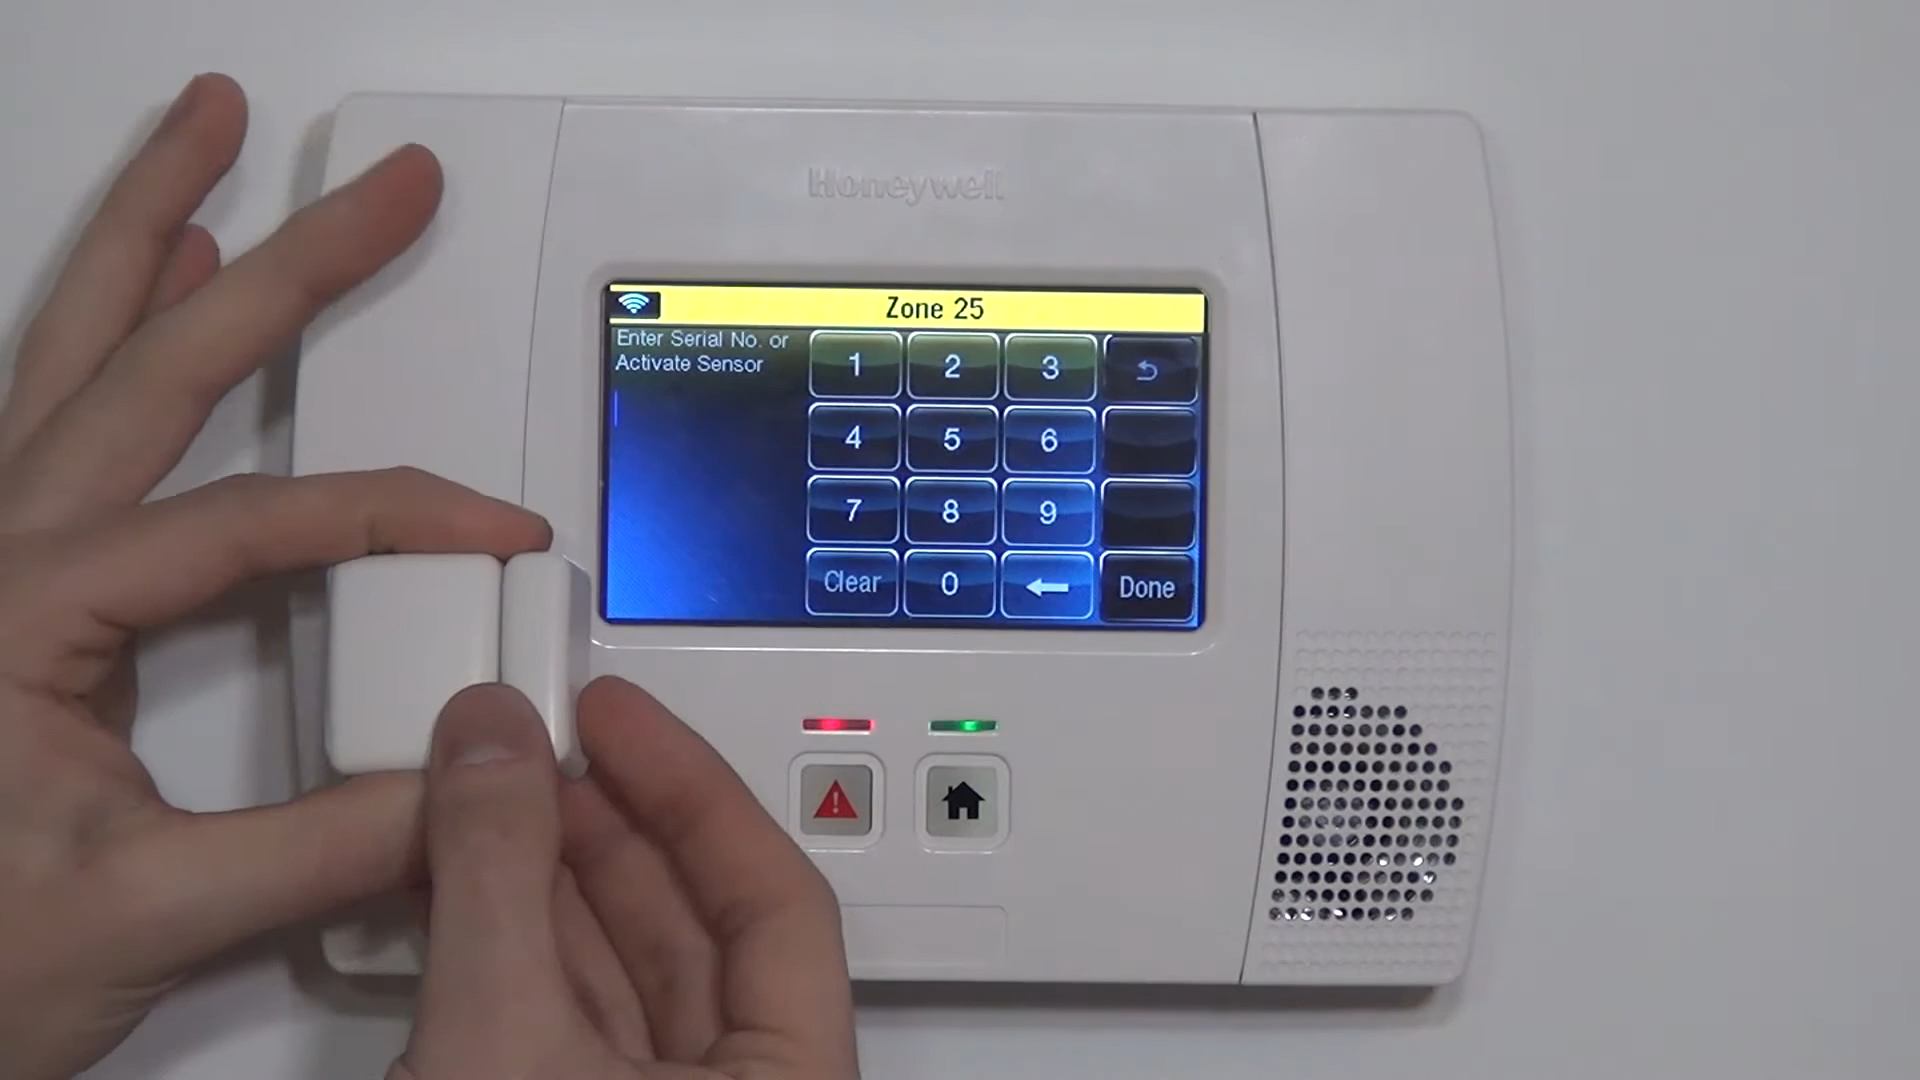 Honeywell
Zone 25
Enter Serial No. or
Activate Sensor
1 2 3
4 5 6
7 8 9
Clear 0 Done